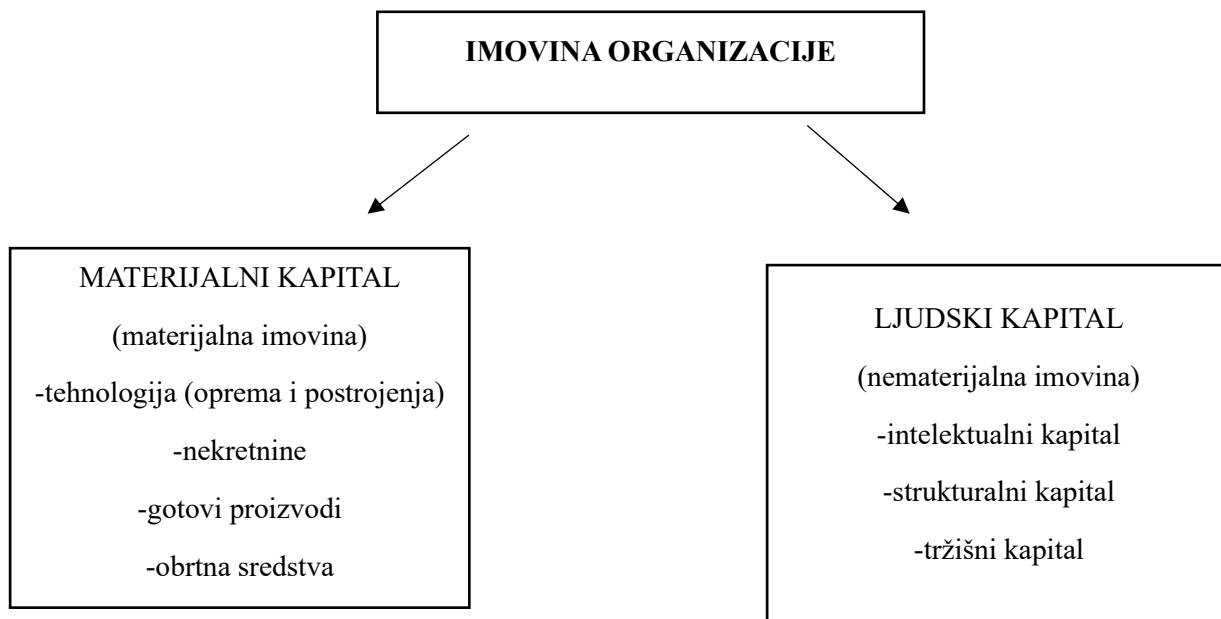 IMOVINA ORGANIZACIJE
MATERIJALNI KAPITAL
(materijalna imovina)
-tehnologija (oprema i postrojenja)
-nekretnine
-gotovi proizvodi
-obrtna sredstva
LJUDSKI KAPITAL
(nematerijalna imovina)
-intelektualni kapital
-strukturalni kapital
-tržišni kapital